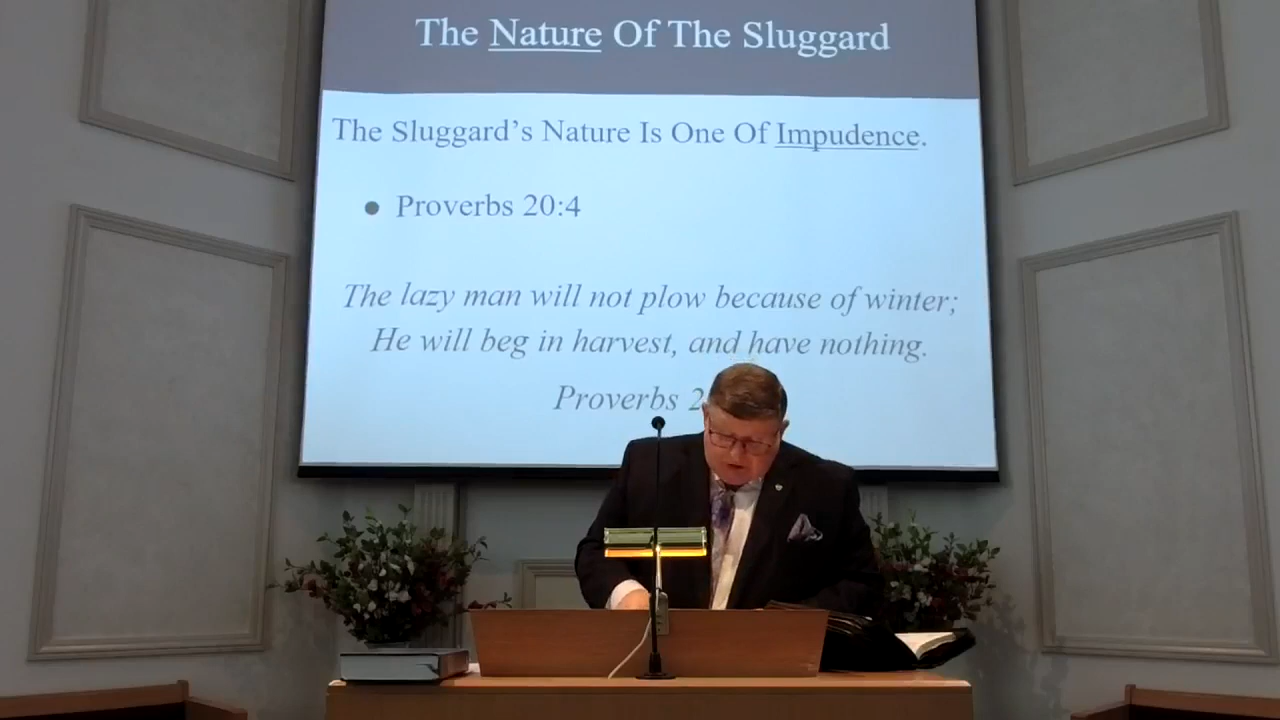 The Nature Of The Sluggard
The Sluggard's Nature Is One Of Impudence.
● Proverbs 20:4
The lazy man will not plow because of winter;
He will beg in harvest, and have nothing.
Proverbs 2